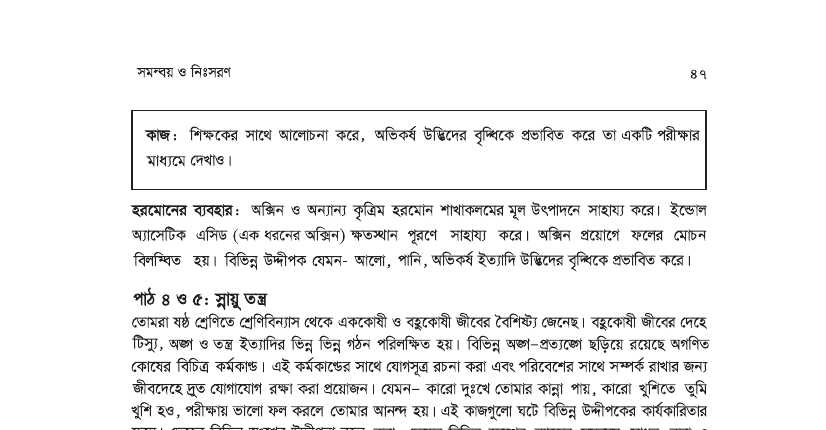 সমন্বয় ও নিঃসরণ
৪৭
কাজ : শিক্ষকের সাথে আলোচনা করে, অভিকর্ষ উদ্ভিদের বৃদ্ধিকে প্রভাবিত করে তা একটি পরীক্ষার
মাধ্যমে দেখাও।
হরমোনের ব্যবহার : অক্সিন ও অন্যান্য কৃত্রিম হরমোন শাখাকলমের মূল উৎপাদনে সাহায্য করে। ইন্ডোল
অ্যাসেটিক এসিড (এক ধরনের অক্সিন) ক্ষতস্থান পূরণে সাহায্য করে। অক্সিন প্রয়োগে ফলের মোচন
বিলম্বিত হয়। বিভিন্ন উদ্দীপক যেমন- আলো, পানি, অভিকর্ষ ইত্যাদি উদ্ভিদের বৃদ্ধিকে প্রভাবিত করে।
পাঠ ৪ ও ৫ : স্নায়ু তন্ত্র
তোমরা ষষ্ঠ শ্রেণিতে শ্রেণিবিন্যাস থেকে এককোষী ও বহুকোষী জীবের বৈশিষ্ট্য জেনেছ। বহুকোষী জীবের দেহে
টিস্যু, অঙ্গ ও তন্ত্র ইত্যাদির ভিন্ন ভিন্ন গঠন পরিলক্ষিত হয়। বিভিন্ন অঙ্গ–প্রত্যঙ্গে ছড়িয়ে রয়েছে অগণিত
কোষের বিচিত্র কর্মকাণ্ড। এই কর্মকাণ্ডের সাথে যোগসূত্র রচনা করা এবং পরিবেশের সাথে সম্পর্ক রাখার জন্য
জীবদেহে দ্রুত যোগাযোগ রক্ষা করা প্রয়োজন। যেমন– কারো দুঃখে তোমার কান্না পায়, কারো খুশিতে তুমি
খুশি হও, পরীক্ষায় ভালো ফল করলে তোমার আনন্দ হয়। এই কাজগুলো ঘটে বিভিন্ন উদ্দীপকের কার্যকারিতার